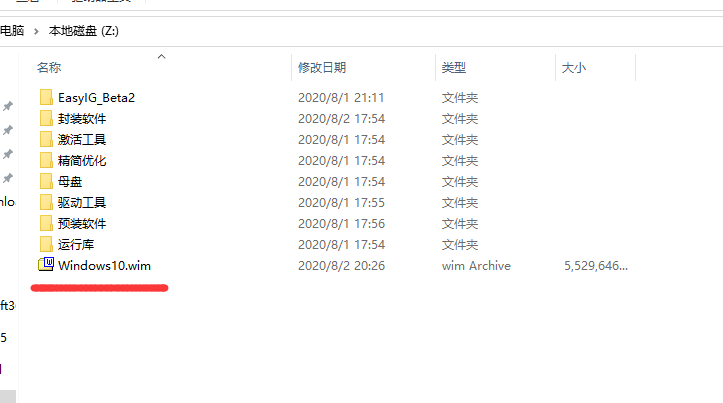 电脑 > 本地磁盘 (Z:)
名称 修改日期 类型 大小
EasyIG_Beta2 2020/8/1 21:11 文件夹
封装软件 2020/8/2 17:54 文件夹
激活工具 2020/8/1 17:54 文件夹
精简优化 2020/8/1 17:54 文件夹
母盘 2020/8/1 17:54 文件夹
驱动工具 2020/8/1 17:55 文件夹
预装软件 2020/8/1 17:56 文件夹
运行库 2020/8/1 17:54 文件夹
Windows10.wim 2020/8/2 20:26 wim Archive 5,529,646...